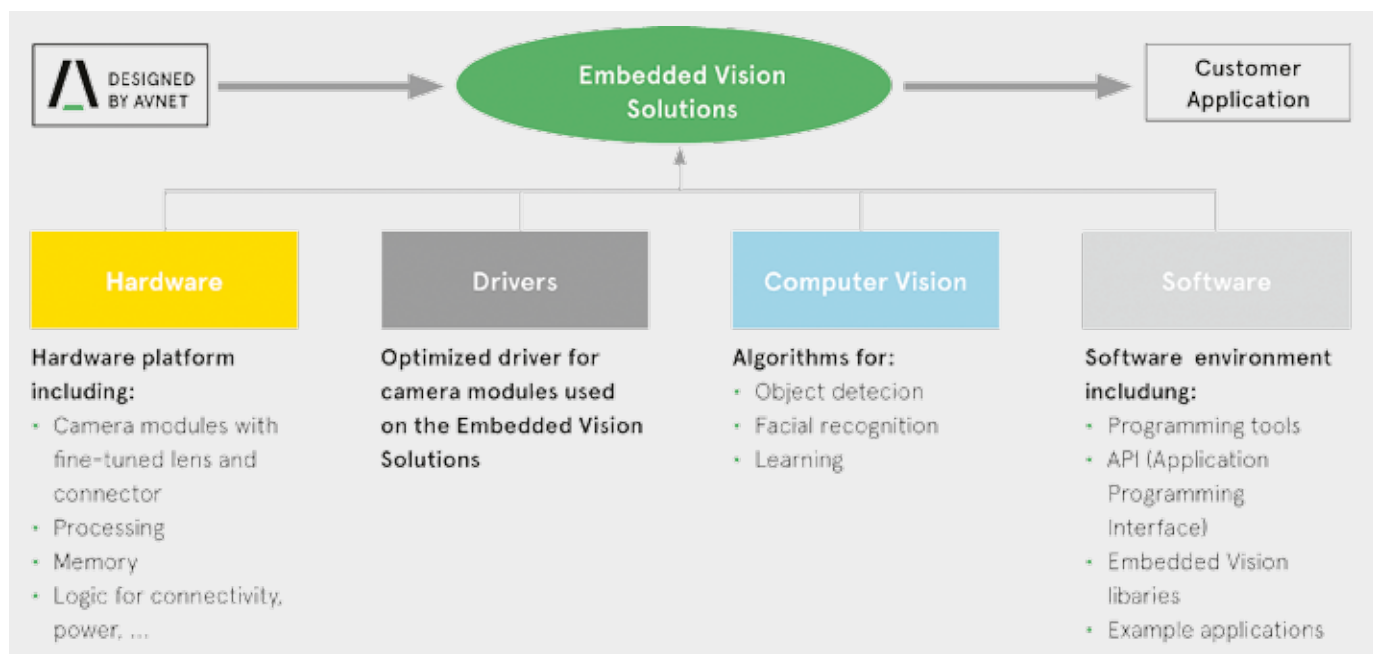 DESIGNED
BY AVNET
Embedded Vision
Solutions
Customer
Application
Hardware
Drivers
Computer Vision
Software
Hardware platform
including:
• Camera modules with
fine-tuned lens and
connector
• Processing
• Memory
• Logic for connectivity,
power, ...
Optimized driver for
camera modules used
on the Embedded Vision
Solutions
Algorithms for:
• Object detecion
• Facial recognition
• Learning
Software environment
includung:
• Programming tools
• API (Application
Programming
Interface)
• Embedded Vision
libaries
• Example applications